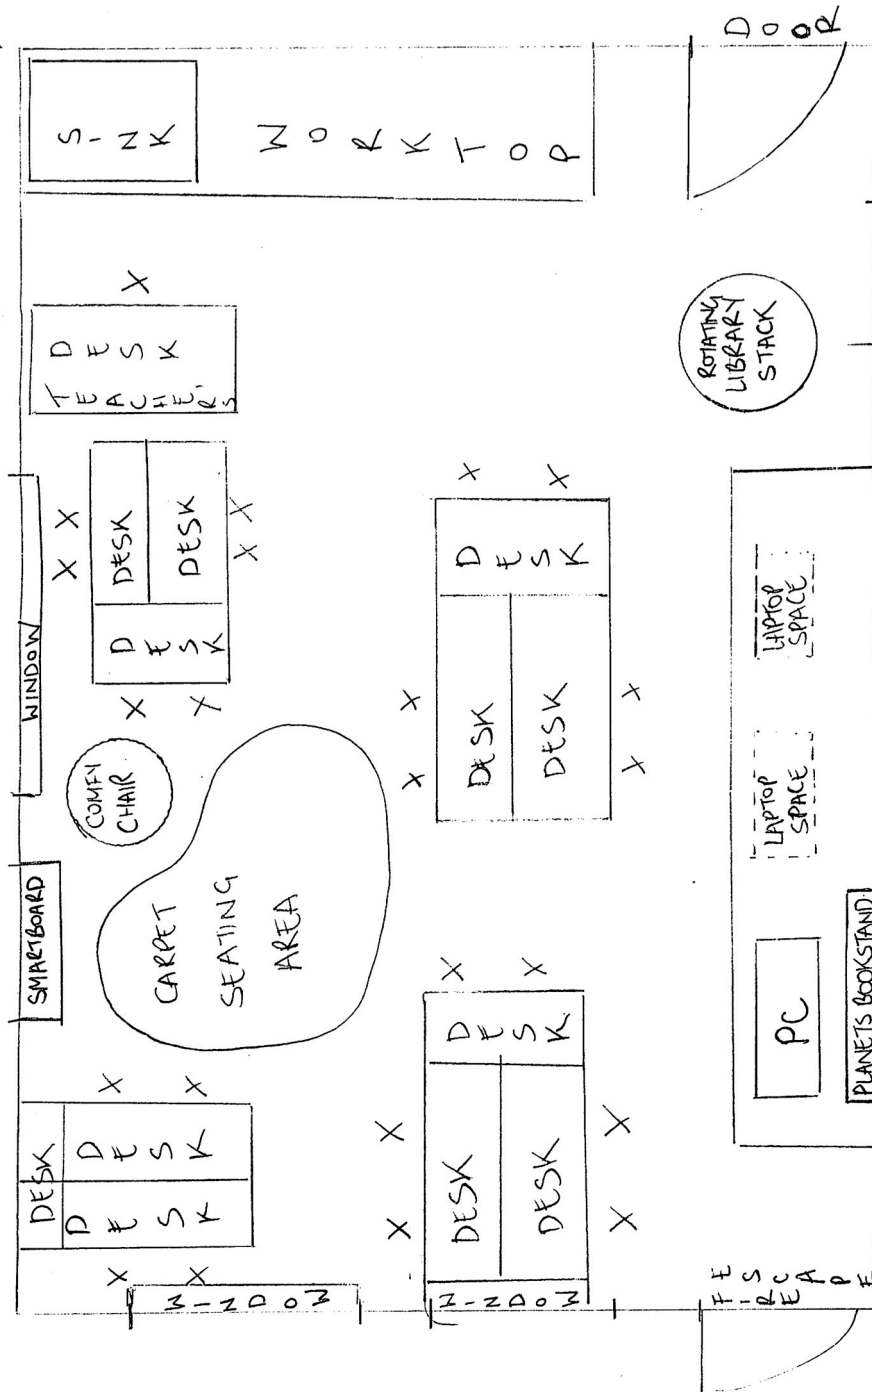 SMARTBOARD
WINDOW
SINK
WORKTOP
DESK
DESK
DESK
COMFY
CHAIR
DESK
DESK
DESK
TEACHER'S
DESK
CARPET
SEATING
AREA
WINDOW
DESK
DESK
DESK
WINDOW
DESK
DESK
DESK
ROTATING
LIBRARY
STACK
DOOR
FIRE
ESCAPE
PC
LAPTOP
SPACE
LAPTOP
SPACE
PLANETS BOOKSTAND